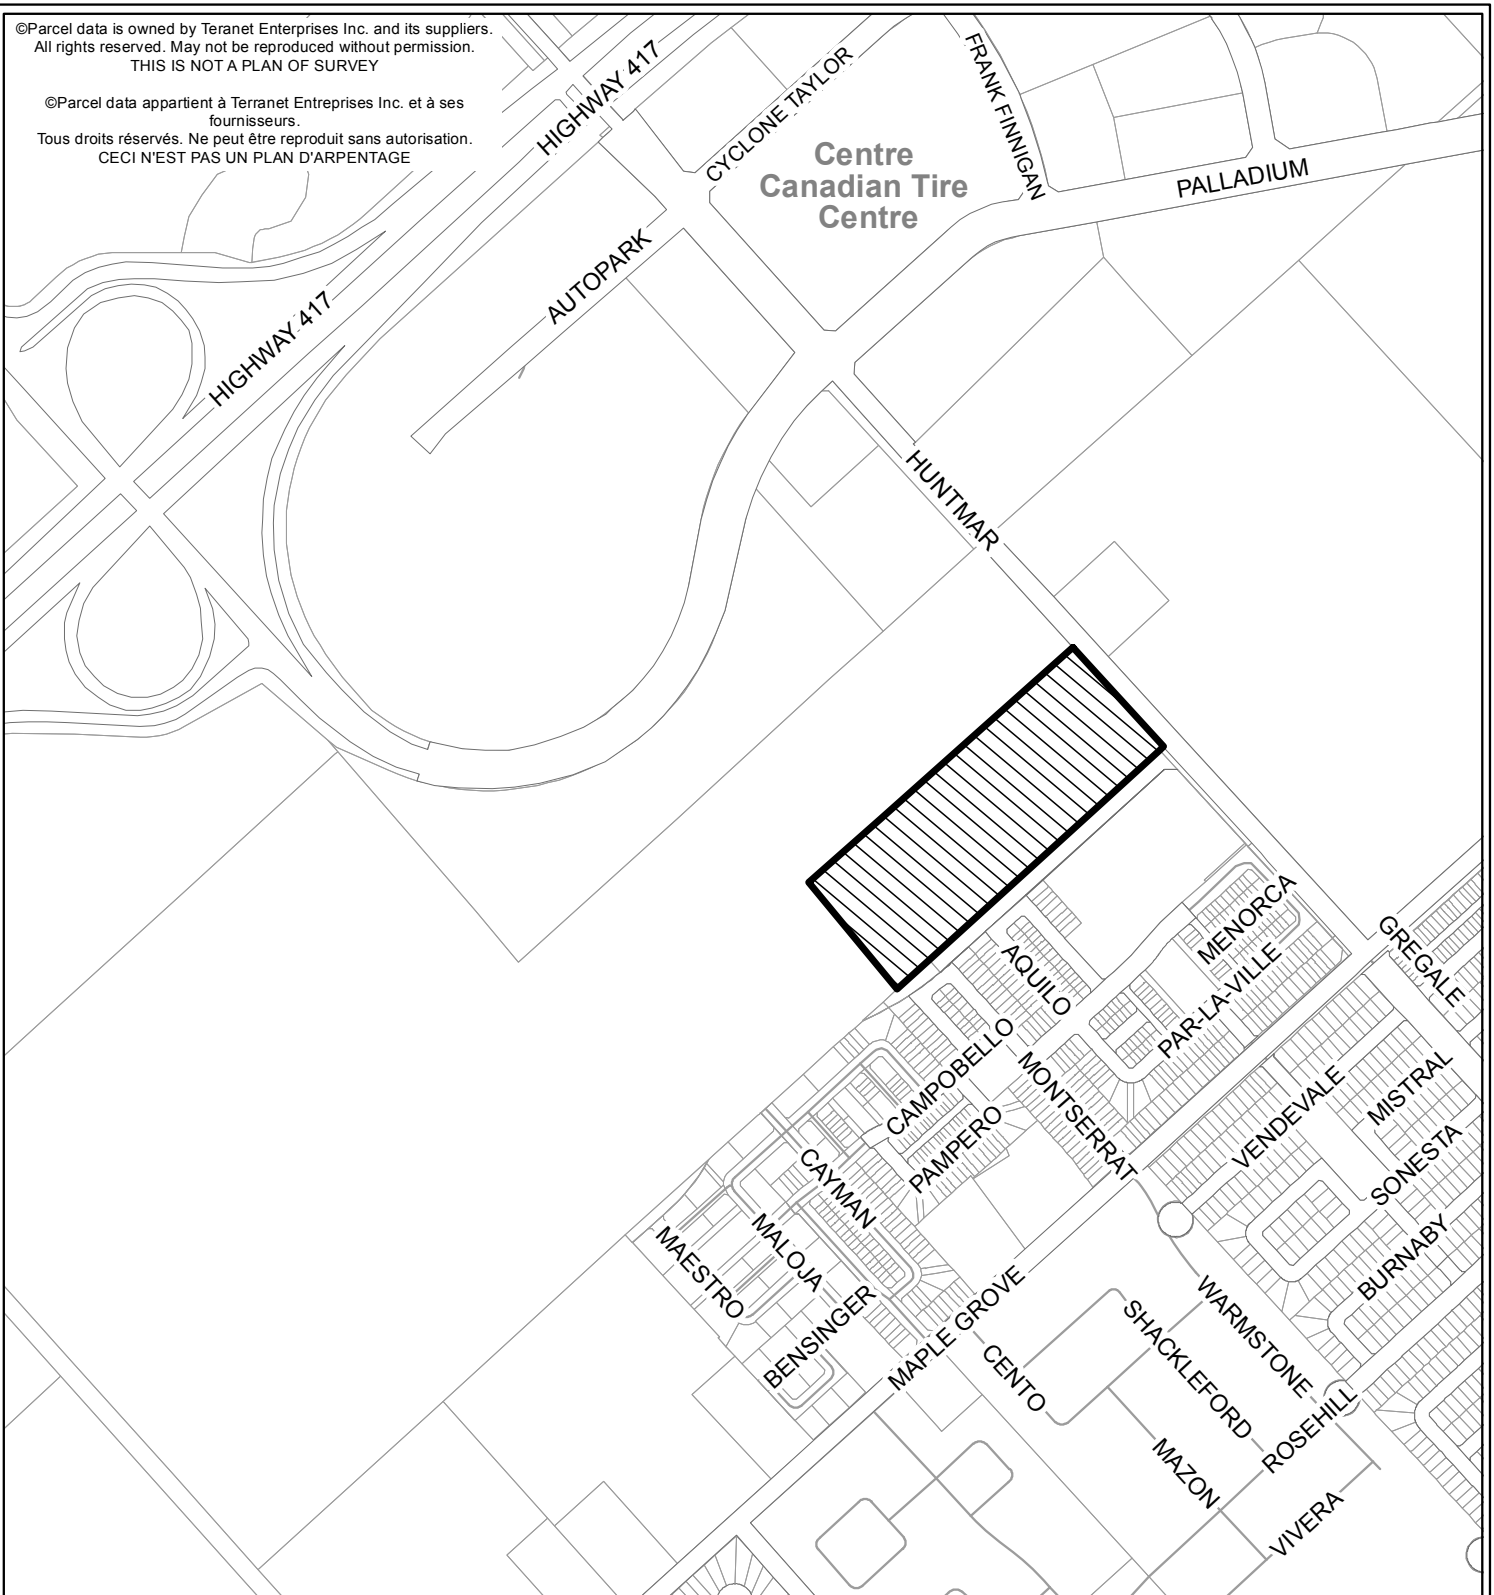 ©Parcel data is owned by Teranet Enterprises Inc. and its suppliers.
All rights reserved. May not be reproduced without permission.
THIS IS NOT A PLAN OF SURVEY
©Parcel data appartient à Terranet Entreprises Inc. et à ses
fournisseurs.
Tous droits réservés. Ne peut être reproduit sans autorisation.
CECI N'EST PAS UN PLAN D'ARPENTAGE
HIGHWAY 417
CYCLONE TAYLOR
FRANK FINNIGAN
Centre
Canadian Tire
Centre
PALLADIUM
AUTOPARK
HIGHWAY 417
HUNTMAR
MENORCA
GREGALE
AQUILO
PAR-LA-VILLE
CAMPOBELLO
MONTSERRAT
VENDEVALE
MISTRAL
PAMPERO
SONESTA
CAYMAN
MALOJA
MAESTRO
BURNABY
BENSINGER
MAPLE GROVE
WARMSTONE
SHACKLEFORD
CENTO
ROSEHILL
MAZON
VIVERA